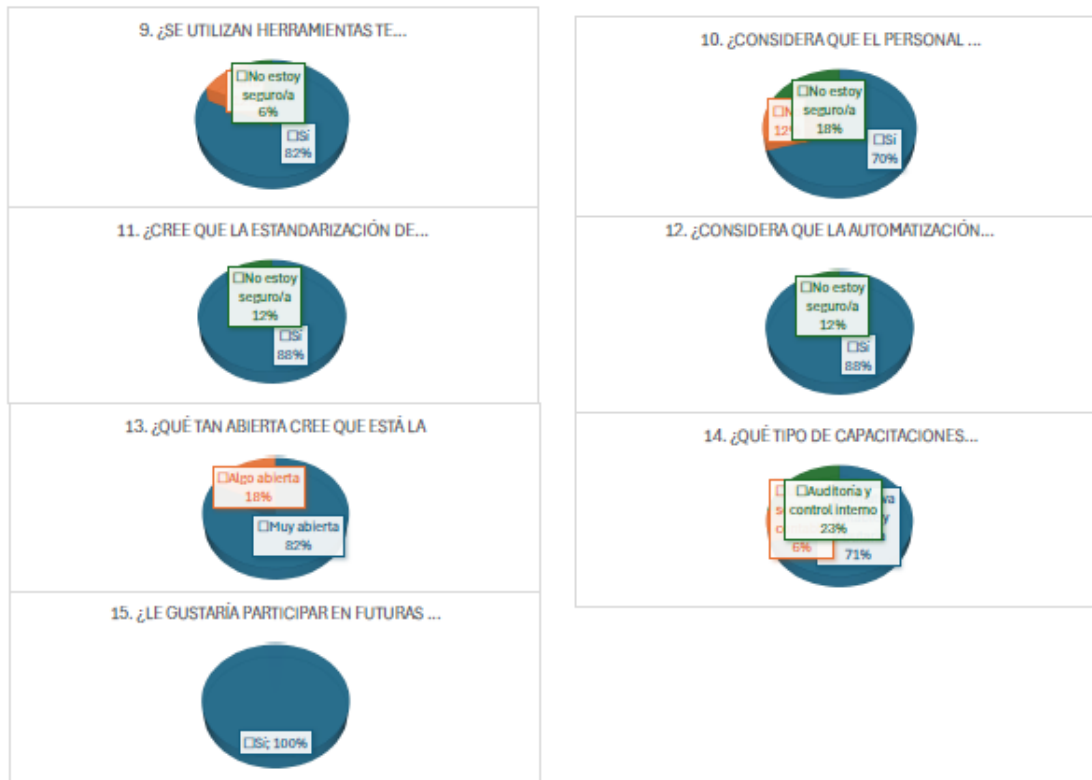 9. ¿SE UTILIZAN HERRAMIENTAS TE...
☐No estoy
seguro/a
6%
☐Sí
82%
10. ¿CONSIDERA QUE EL PERSONAL ...
☐No estoy
seguro/a
18%
☐N
12%
☐Sí
70%
11. ¿CREE QUE LA ESTANDARIZACIÓN DE...
☐No estoy
seguro/a
12%
☐Sí
88%
12. ¿CONSIDERA QUE LA AUTOMATIZACIÓN...
☐No estoy
seguro/a
12%
☐Sí
88%
13. ¿QUÉ TAN ABIERTA CREE QUE ESTÁ LA
☐Algo abierta
18%
☐Muy abierta
82%
14. ¿QUÉ TIPO DE CAPACITACIONES...
☐Auditoría y
control interno
23%
6%
71%
15. ¿LE GUSTARÍA PARTICIPAR EN FUTURAS ...
☐Sí; 100%